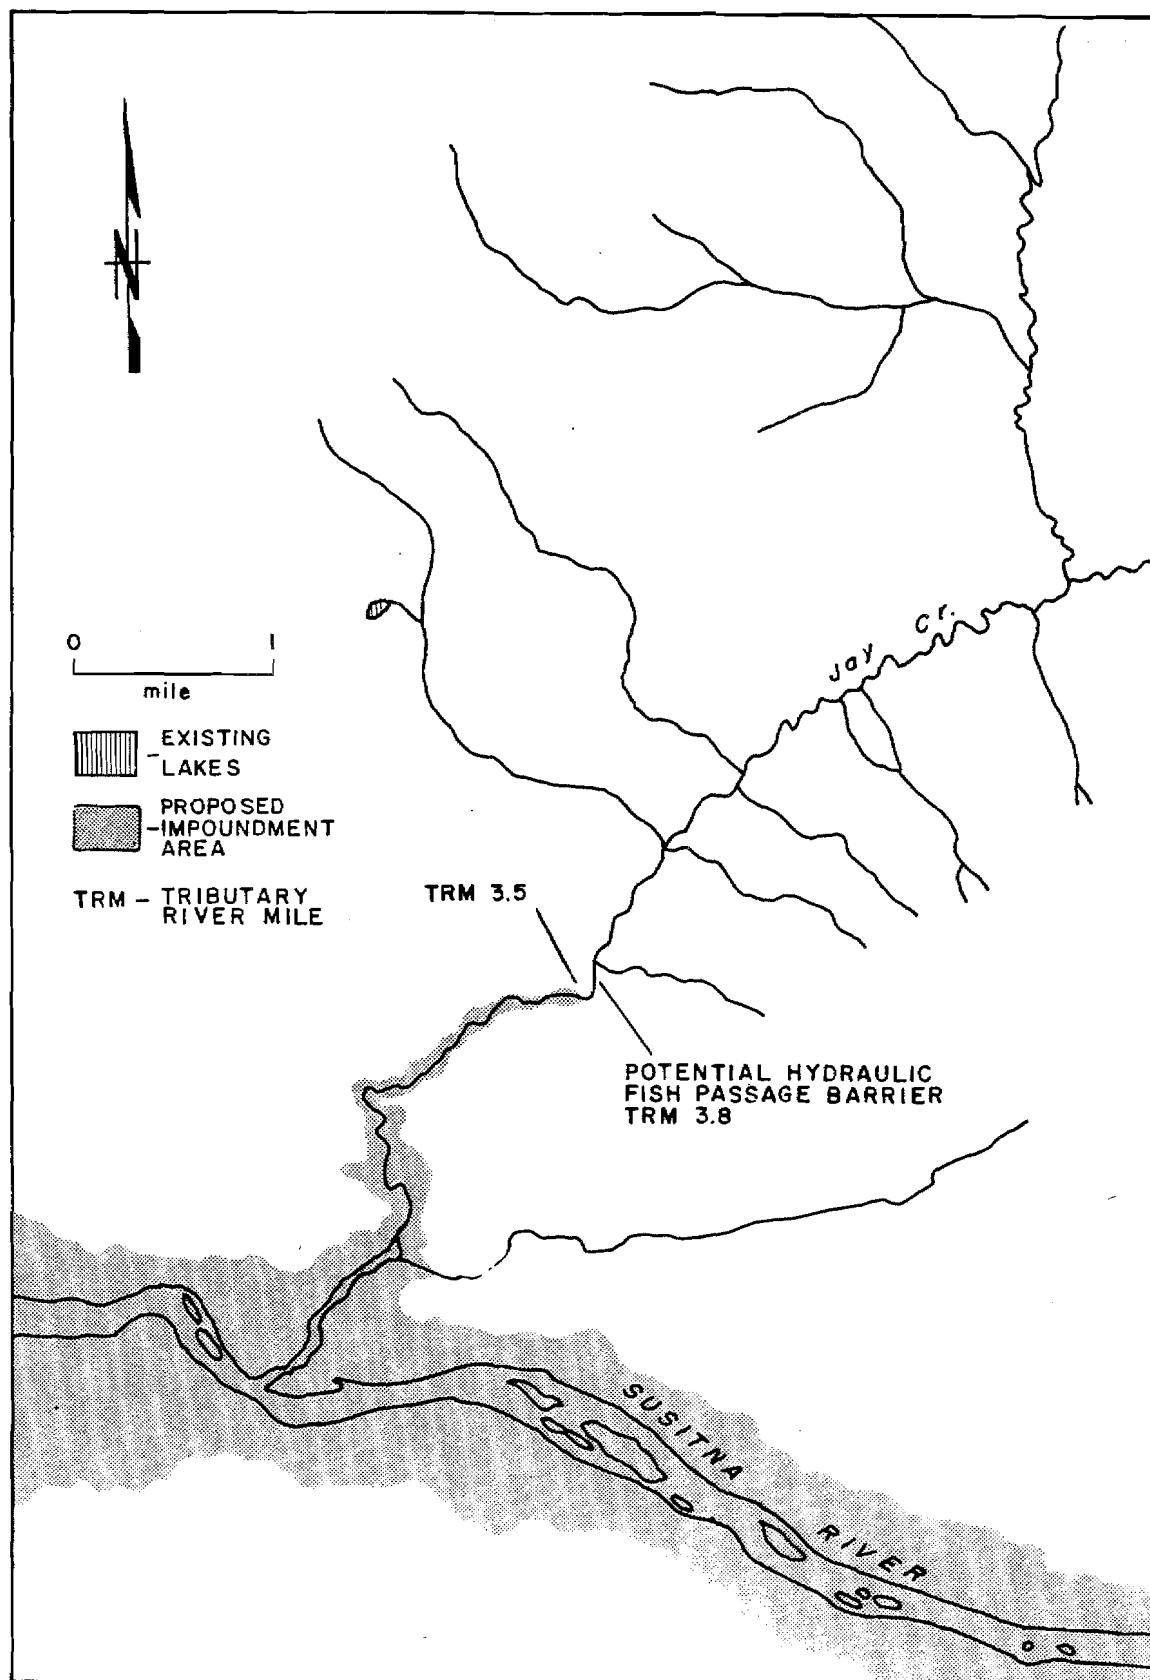 N
Jay Cr.
0 1
mile
EXISTING
LAKES
PROPOSED
IMPOUNDMENT
AREA
TRM – TRIBUTARY
RIVER MILE
TRM 3.5
POTENTIAL HYDRAULIC
FISH PASSAGE BARRIER
TRM 3.8
SUSITNA
RIVER